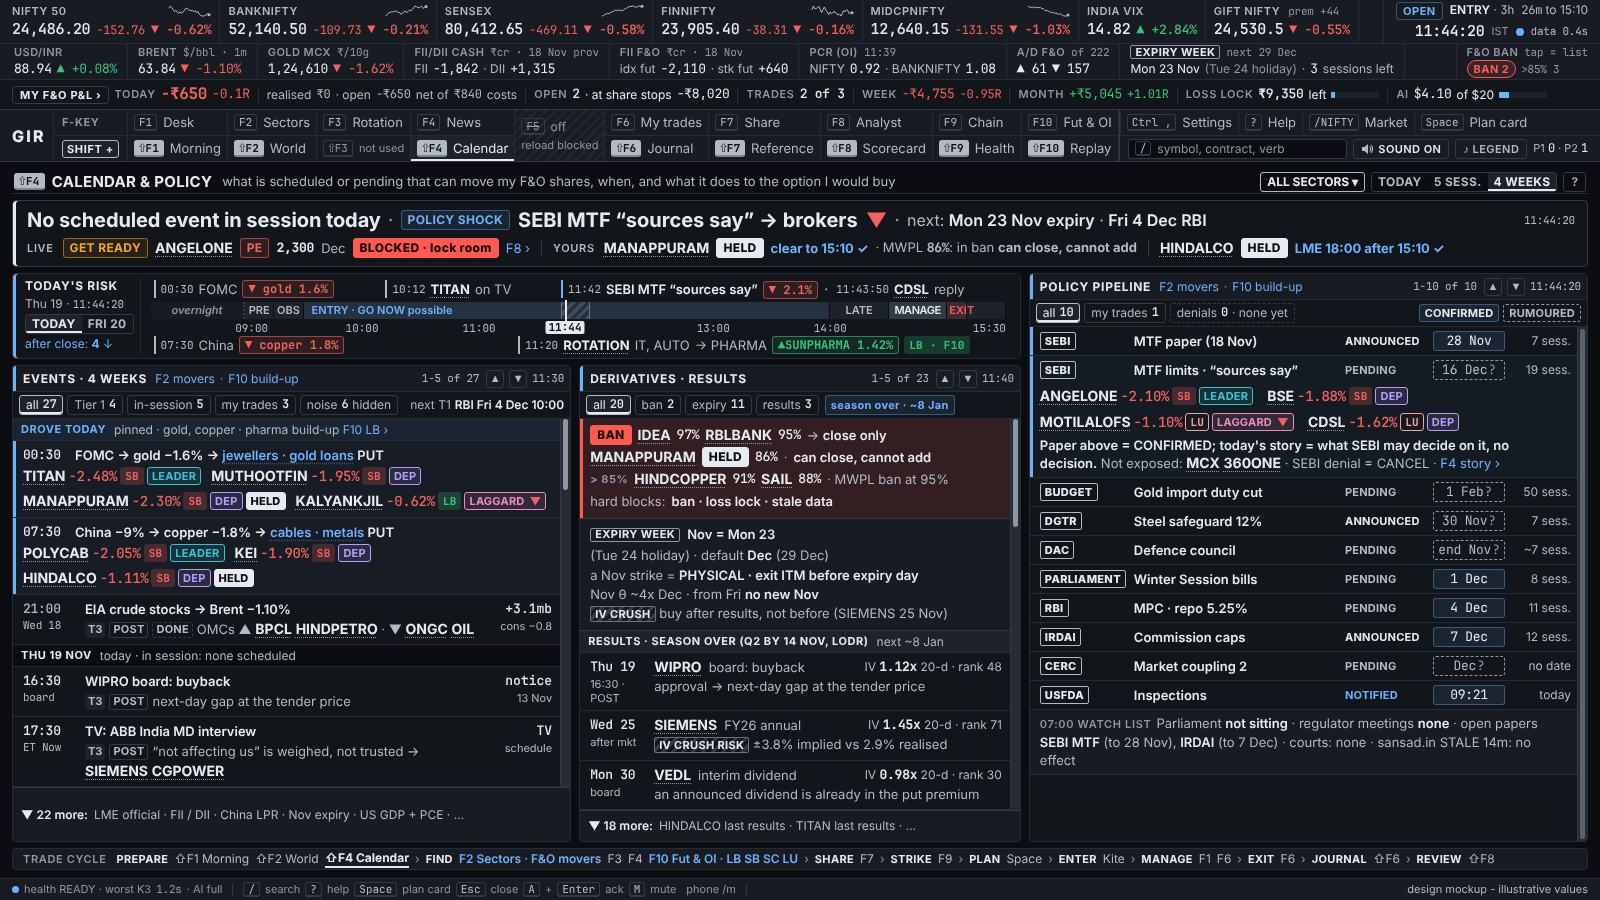 NIFTY 50 BANKNIFTY SENSEX FINNIFTY MIDCPNIFTY INDIA VIX GIFT NIFTY prem +44 OPEN ENTRY · 3h 26m to 15:10
24,486.20 -152.76 ▼ -0.62% 52,140.50 -109.73 ▼ -0.21% 80,412.65 -469.11 ▼ -0.58% 23,905.40 -38.31 ▼ -0.16% 12,640.15 -131.55 ▼ -1.03% 14.82 ▲ +2.84% 24,530.5 ▼ -0.55% 11:44:20 IST ● data 0.4s
USD/INR BRENT $/bbl · 1m GOLD MCX ₹/10g FII/DII CASH ₹cr · 18 Nov prov FII F&O ₹cr · 18 Nov PCR (OI) 11:39 A/D F&O of 222 EXPIRY WEEK next 29 Dec F&O BAN tap = list
88.94 ▲ +0.08% 63.84 ▼ -1.10% 1,24,610 ▼ -1.62% FII -1,842 · DII +1,315 idx fut -2,110 · stk fut +640 NIFTY 0.92 · BANKNIFTY 1.08 ▲ 61 ▼ 157 Mon 23 Nov (Tue 24 holiday) · 3 sessions left BAN 2 >85% 3
MY F&O P&L › TODAY -₹650 -0.1R realised ₹0 · open -₹650 net of ₹840 costs OPEN 2 · at share stops -₹8,020 TRADES 2 of 3 WEEK -₹4,755 -0.95R MONTH +₹5,045 +1.01R LOSS LOCK ₹9,350 left AI $4.10 of $20
GIR F-KEY F1 Desk F2 Sectors F3 Rotation F4 News F5 off F6 My trades F7 Share F8 Analyst F9 Chain F10 Fut & OI Ctrl , Settings ? Help /NIFTY Market Space Plan card
SHIFT + ⇧F1 Morning ⇧F2 World ⇧F3 not used ⇧F4 Calendar reload blocked ⇧F6 Journal ⇧F7 Reference ⇧F8 Scorecard ⇧F9 Health ⇧F10 Replay / symbol, contract, verb SOUND ON ♪ LEGEND P1 0 · P2 1
⇧F4 CALENDAR & POLICY what is scheduled or pending that can move my F&O shares, when, and what it does to the option I would buy ALL SECTORS ▾ TODAY 5 SESS. 4 WEEKS ?
No scheduled event in session today · POLICY SHOCK SEBI MTF “sources say” → brokers ▼ · next: Mon 23 Nov expiry · Fri 4 Dec RBI 11:44:20
LIVE GET READY ANGELONE PE 2,300 Dec BLOCKED · lock room F8 › YOURS MANAPPURAM HELD clear to 15:10 ✓ · MWPL 86%: in ban can close, cannot add HINDALCO HELD LME 18:00 after 15:10 ✓
TODAY'S RISK
Thu 19 · 11:44:20
TODAY FRI 20
after close: 4 ↓
00:30 FOMC ▼ gold 1.6% 10:12 TITAN on TV 11:42 SEBI MTF “sources say” ▼ 2.1% · 11:43:50 CDSL reply
overnight PRE OBS ENTRY · GO NOW possible LATE MANAGE EXIT
09:00 10:00 11:00 11:44 13:00 14:00 15:30
07:30 China ▼ copper 1.8% 11:20 ROTATION IT, AUTO → PHARMA ▲SUNPHARMA 1.42% LB · F10
EVENTS · 4 WEEKS F2 movers · F10 build-up 1-5 of 27 ▲ ▼ 11:30
all 27 Tier 1 4 in-session 5 my trades 3 noise 6 hidden next T1 RBI Fri 4 Dec 10:00
DROVE TODAY pinned · gold, copper · pharma build-up F10 LB ›
00:30 FOMC → gold −1.6% → jewellers · gold loans PUT
TITAN -2.48% SB LEADER MUTHOOTFIN -1.95% SB DEP
MANAPPURAM -2.30% SB DEP HELD KALYANKJIL -0.62% LB LAGGARD ▼
07:30 China −9% → copper −1.8% → cables · metals PUT
POLYCAB -2.05% SB LEADER KEI -1.90% SB DEP
HINDALCO -1.11% SB DEP HELD
21:00 EIA crude stocks → Brent −1.10% +3.1mb
Wed 18 T3 POST DONE OMCs ▲ BPCL HINDPETRO · ▼ ONGC OIL cons −0.8
THU 19 NOV today · in session: none scheduled
16:30 WIPRO board: buyback notice
board T3 POST next-day gap at the tender price 13 Nov
17:30 TV: ABB India MD interview TV
ET Now T3 POST “not affecting us” is weighed, not trusted → schedule
SIEMENS CGPOWER
▼ 22 more: LME official · FII / DII · China LPR · Nov expiry · US GDP + PCE · ...
DERIVATIVES · RESULTS 1-5 of 23 ▲ ▼ 11:40
all 20 ban 2 expiry 11 results 3 season over · ~8 Jan
BAN IDEA 97% RBLBANK 95% → close only
MANAPPURAM HELD 86% · can close, cannot add
> 85% HINDCOPPER 91% SAIL 88% · MWPL ban at 95%
hard blocks: ban · loss lock · stale data
EXPIRY WEEK Nov = Mon 23
(Tue 24 holiday) · default Dec (29 Dec)
a Nov strike = PHYSICAL · exit ITM before expiry day
Nov θ ~4x Dec · from Fri no new Nov
IV CRUSH buy after results, not before (SIEMENS 25 Nov)
RESULTS · SEASON OVER (Q2 BY 14 NOV, LODR) next ~8 Jan
Thu 19 WIPRO board: buyback IV 1.12x 20-d · rank 48
16:30 · POST approval → next-day gap at the tender price
Wed 25 SIEMENS FY26 annual IV 1.45x 20-d · rank 71
after mkt IV CRUSH RISK ±3.8% implied vs 2.9% realised
Mon 30 VEDL interim dividend IV 0.98x 20-d · rank 30
board an announced dividend is already in the put premium
▼ 18 more: HINDALCO last results · TITAN last results · ...
POLICY PIPELINE F2 movers · F10 build-up 1-10 of 10 ▲ ▼ 11:44:20
all 10 my trades 1 denials 0 · none yet CONFIRMED RUMOURED
SEBI MTF paper (18 Nov) ANNOUNCED 28 Nov 7 sess.
SEBI MTF limits · “sources say” PENDING 16 Dec? 19 sess.
ANGELONE -2.10% SB LEADER BSE -1.88% SB DEP
MOTILALOFS -1.10% LU LAGGARD ▼ CDSL -1.62% LU DEP
Paper above = CONFIRMED; today's story = what SEBI may decide on it, no
decision. Not exposed: MCX 360ONE · SEBI denial = CANCEL · F4 story ›
BUDGET Gold import duty cut PENDING 1 Feb? 50 sess.
DGTR Steel safeguard 12% ANNOUNCED 30 Nov? 7 sess.
DAC Defence council PENDING end Nov? ~7 sess.
PARLIAMENT Winter Session bills PENDING 1 Dec 8 sess.
RBI MPC · repo 5.25% PENDING 4 Dec 11 sess.
IRDAI Commission caps ANNOUNCED 7 Dec 12 sess.
CERC Market coupling 2 PENDING Dec? no date
USFDA Inspections NOTIFIED 09:21 today
07:00 WATCH LIST Parliament not sitting · regulator meetings none · open papers
SEBI MTF (to 28 Nov), IRDAI (to 7 Dec) · courts: none · sansad.in STALE 14m: no
effect
TRADE CYCLE PREPARE ⇧F1 Morning ⇧F2 World ⇧F4 Calendar › FIND F2 Sectors · F&O movers F3 F4 F10 Fut & OI · LB SB SC LU › SHARE F7 › STRIKE F9 › PLAN Space › ENTER Kite › MANAGE F1 F6 › EXIT F6 › JOURNAL ⇧F6 › REVIEW ⇧F8
● health READY · worst K3 1.2s · AI full / search ? help Space plan card Esc close A + Enter ack M mute phone /m design mockup - illustrative values